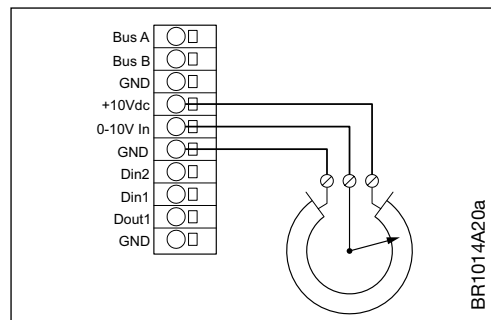 Bus A
Bus B
GND
+10Vdc
0-10V In
GND
Din2
Din1
Dout1
GND
BR1014A20a